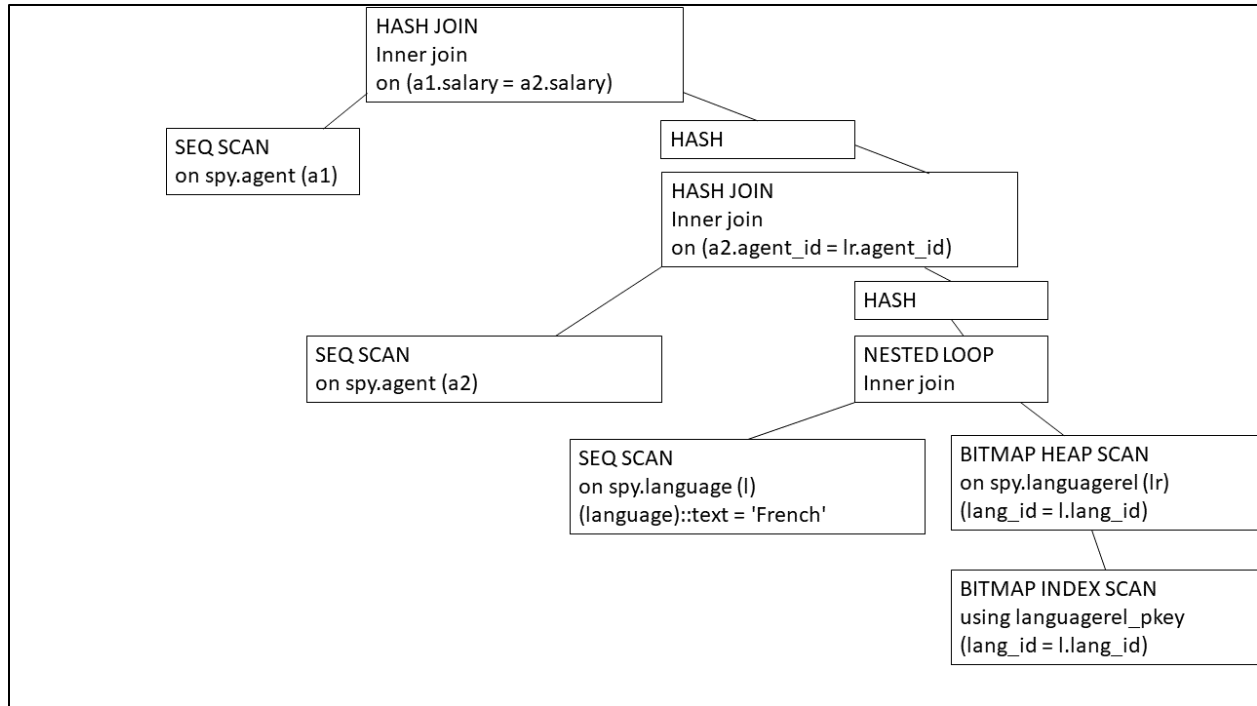 HASH JOIN
Inner join
on (a1.salary = a2.salary)
SEQ SCAN
on spy.agent (a1)
HASH
HASH JOIN
Inner join
on (a2.agent_id = lr.agent_id)
HASH
SEQ SCAN
on spy.agent (a2)
NESTED LOOP
Inner join
SEQ SCAN
on spy.language (l)
(language)::text = 'French'
BITMAP HEAP SCAN
on spy.languagerel (lr)
(lang_id = l.lang_id)
BITMAP INDEX SCAN
using languagerel_pkey
(lang_id = l.lang_id)